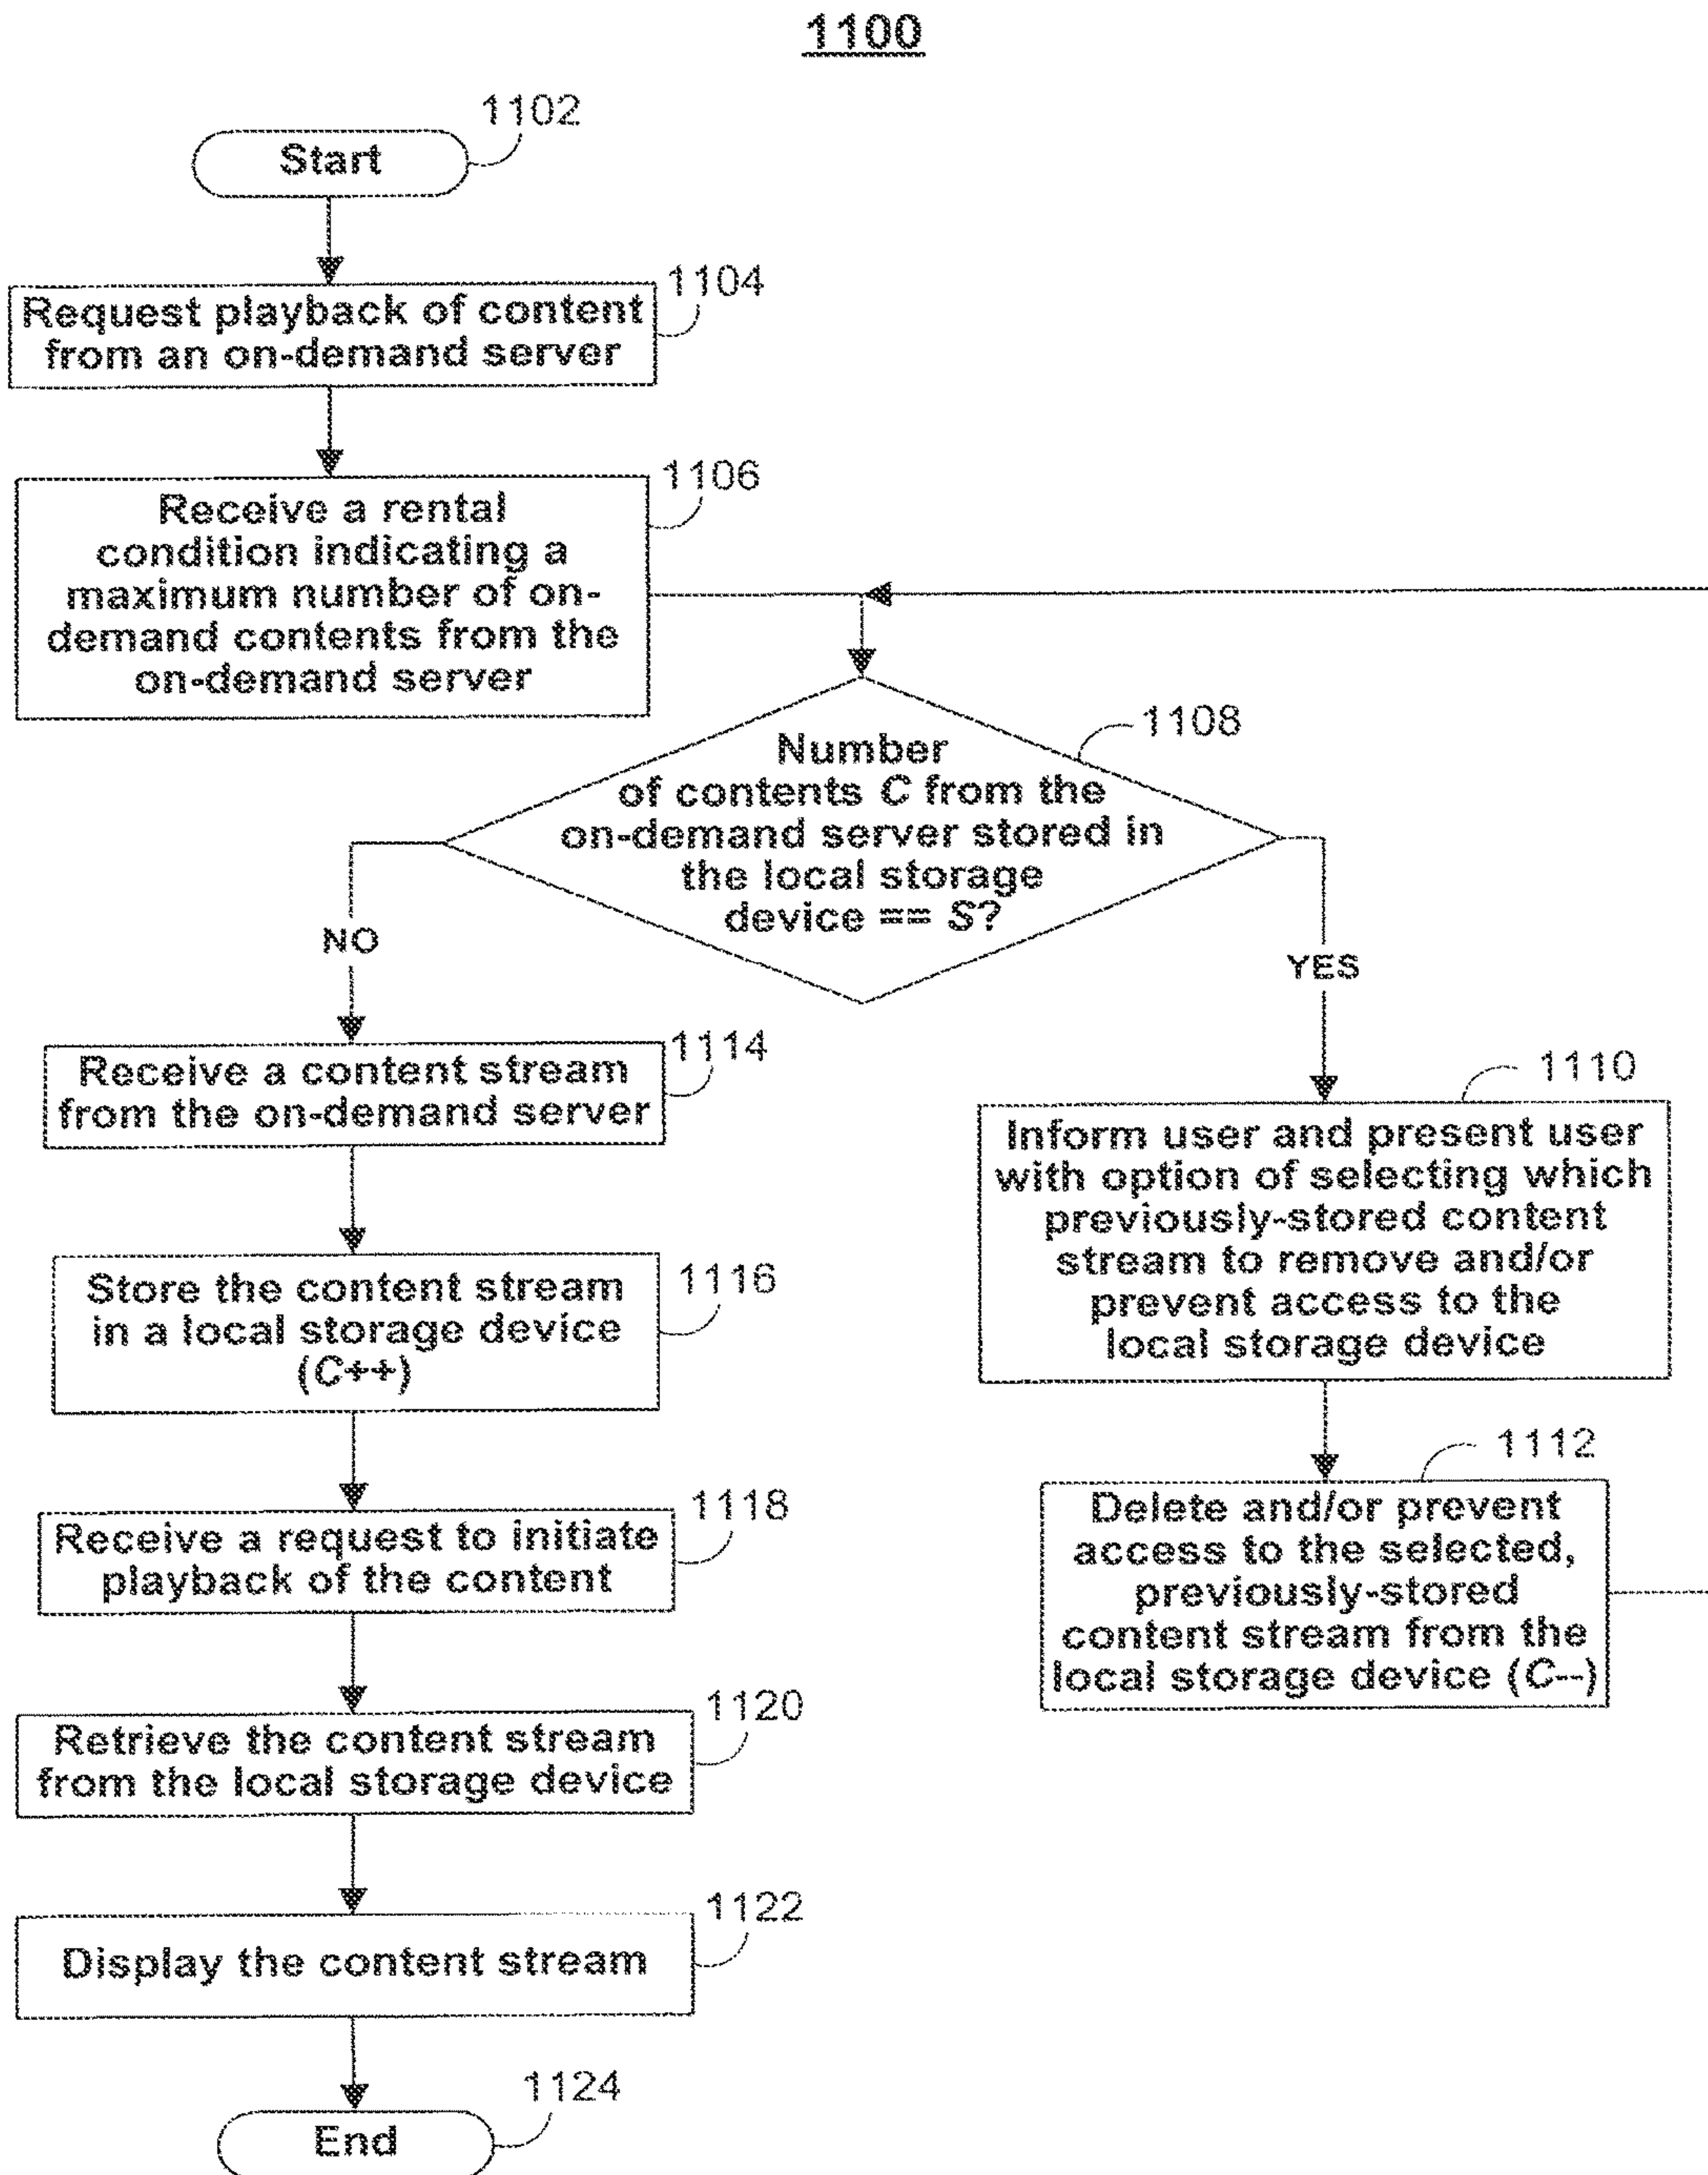 1100
1102
Start
1104
Request playback of content
from an on-demand server
1106
Receive a rental
condition indicating a
maximum number of on-
demand contents from the
on-demand server
1108
Number
of contents C from the
on-demand server stored in
the local storage
device == S?
NO
YES
1114
Receive a content stream
from the on-demand server
1110
Inform user and present user
with option of selecting which
previously-stored content
stream to remove and/or
prevent access to the
local storage device
1116
Store the content stream
in a local storage device
(C++)
1112
Delete and/or prevent
access to the selected,
previously-stored
content stream from the
local storage device (C--)
1118
Receive a request to initiate
playback of the content
1120
Retrieve the content stream
from the local storage device
1122
Display the content stream
1124
End